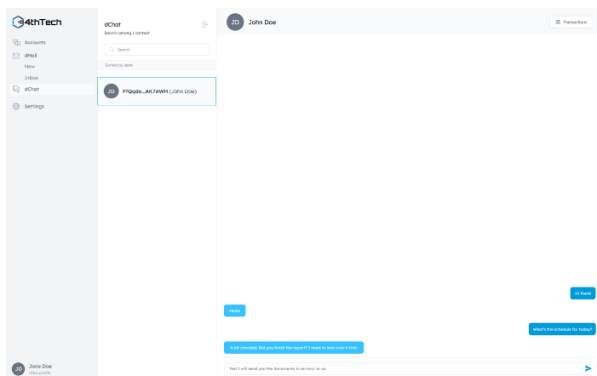 4thTech
Accounts
dMail
New
Inbox
dChat
Settings
JD
Jane Doe
View profile
dChat
Search among 1 contact
Search
Sorted by date
JD
(John Doe)
JD
John Doe
Transactions
Hi friend
Hello!
What's the schedule for today?
A bit crowded. Did you finish the report? I need to look over it first.
Yes! I will send you the documents in an hour or so.